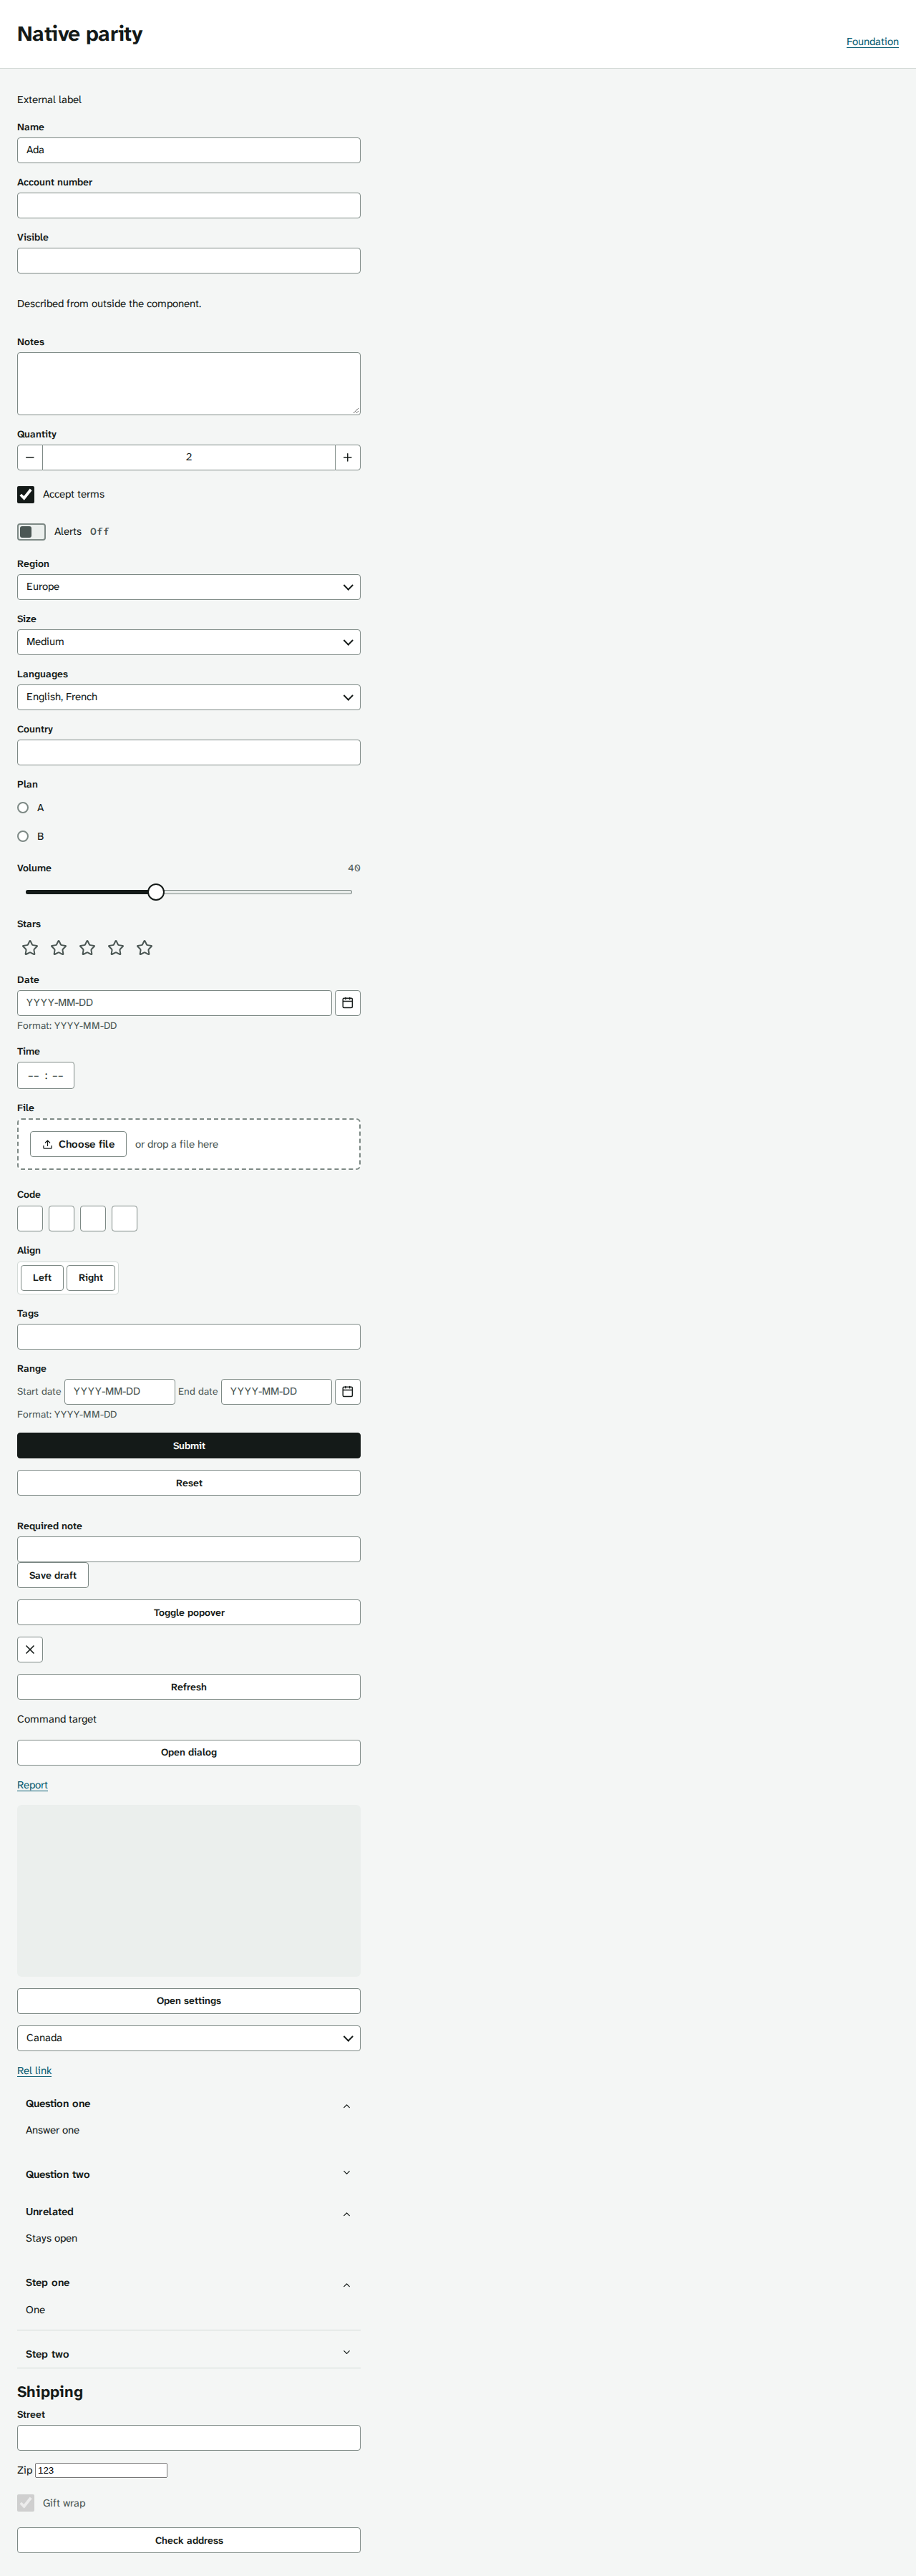 Native parity
Foundation
External label
Name
Ada
Account number
Visible
Described from outside the component.
Notes
Quantity
2
Accept terms
Alerts Off
Region
Europe
Size
Medium
Languages
English, French
Country
Plan
A
B
Volume 40
Stars
Date
YYYY-MM-DD
Format: YYYY-MM-DD
Time
-- : --
File
Choose file or drop a file here
Code
Align
Left Right
Tags
Range
Start date YYYY-MM-DD End date YYYY-MM-DD
Format: YYYY-MM-DD
Submit
Reset
Required note
Save draft
Toggle popover
Refresh
Command target
Open dialog
Report
Open settings
Canada
Rel link
Question one
Answer one
Question two
Unrelated
Stays open
Step one
One
Step two
Shipping
Street
Zip 123
Gift wrap
Check address